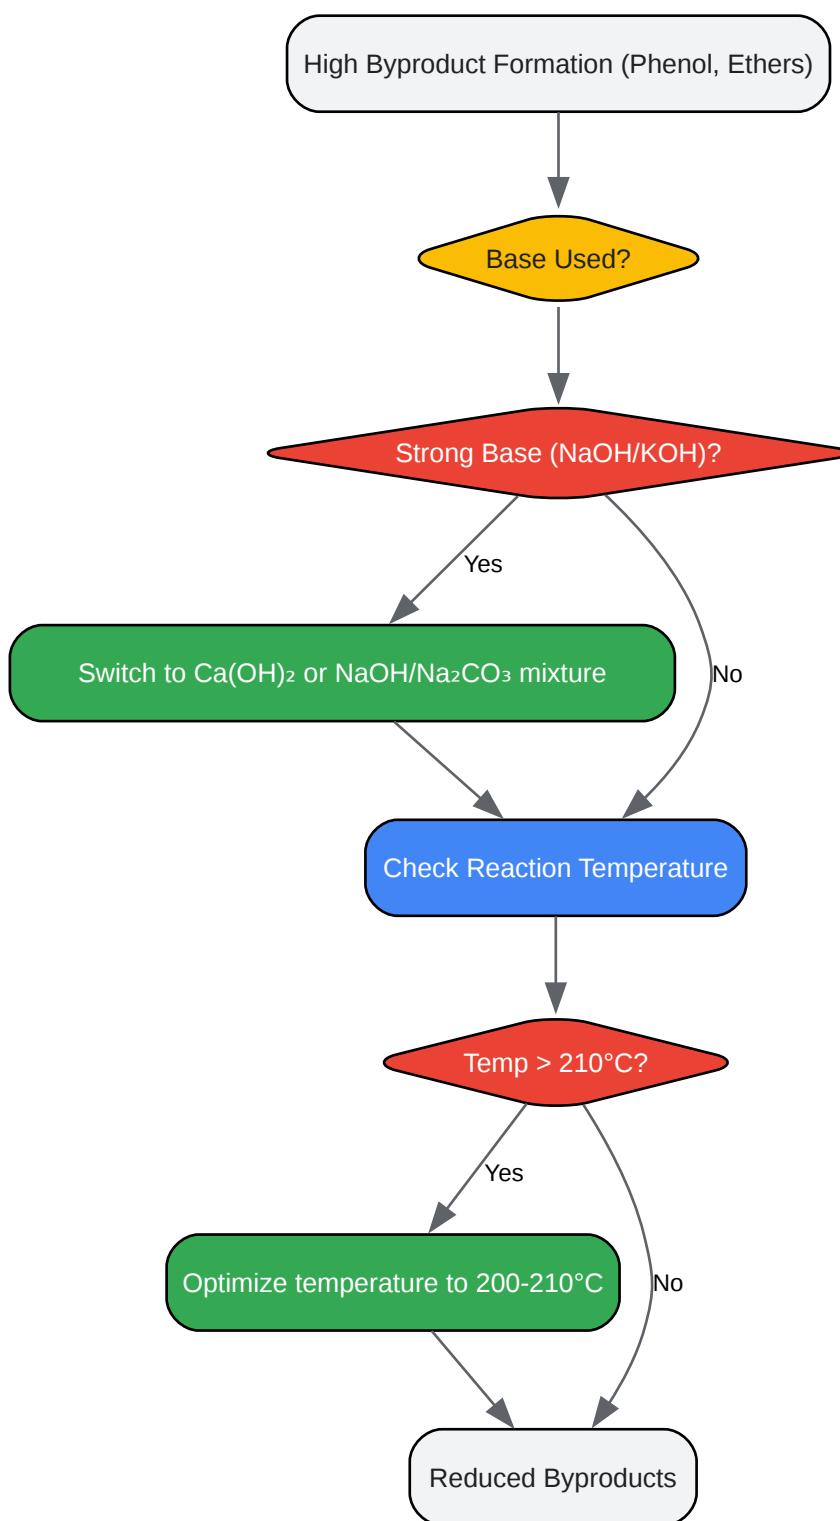 High Byproduct Formation (Phenol, Ethers)
Base Used?
Strong Base (NaOH/KOH)?
Yes
Switch to Ca(OH)₂ or NaOH/Na₂CO₃ mixture
No
Check Reaction Temperature
Temp > 210°C?
Yes
Optimize temperature to 200-210°C
No
Reduced Byproducts